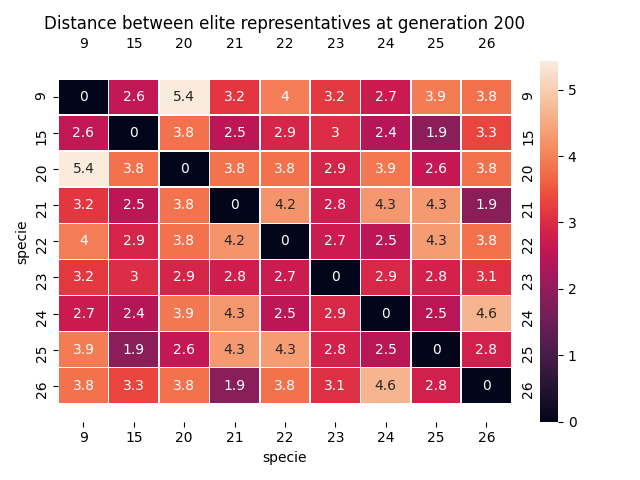 Distance between elite representatives at generation 200
9 15 20 21 22 23 24 25 26
9 0 2.6 5.4 3.2 4 3.2 2.7 3.9 3.8 9
15 2.6 0 3.8 2.5 2.9 3 2.4 1.9 3.3 15
20 5.4 3.8 0 3.8 3.8 2.9 3.9 2.6 3.8 20
21 3.2 2.5 3.8 0 4.2 2.8 4.3 4.3 1.9 21
22 4 2.9 3.8 4.2 0 2.7 2.5 4.3 3.8 22
23 3.2 3 2.9 2.8 2.7 0 2.9 2.8 3.1 23
24 2.7 2.4 3.9 4.3 2.5 2.9 0 2.5 4.6 24
25 3.9 1.9 2.6 4.3 4.3 2.8 2.5 0 2.8 25
26 3.8 3.3 3.8 1.9 3.8 3.1 4.6 2.8 0 26
9 15 20 21 22 23 24 25 26
specie
specie
5
4
3
2
1
0